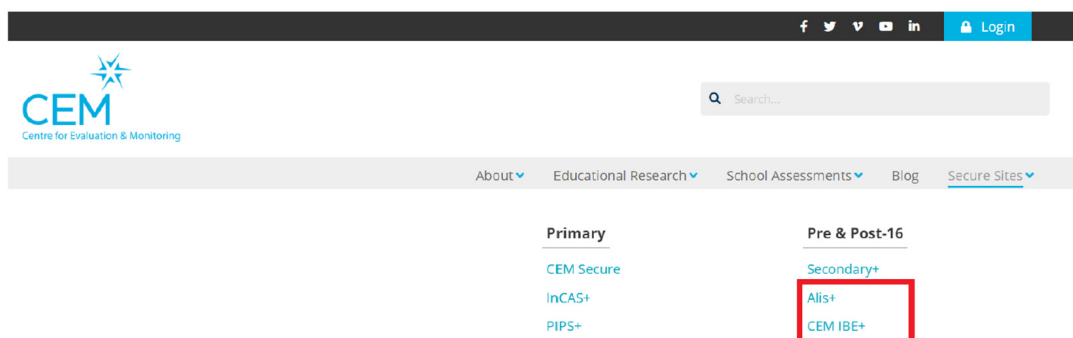 Login
CEM
Centre for Evaluation & Monitoring
Search...
About Educational Research School Assessments Blog Secure Sites
Primary Pre & Post-16
CEM Secure Secondary+
InCAS+ Alis+
PIPS+ CEM IBE+